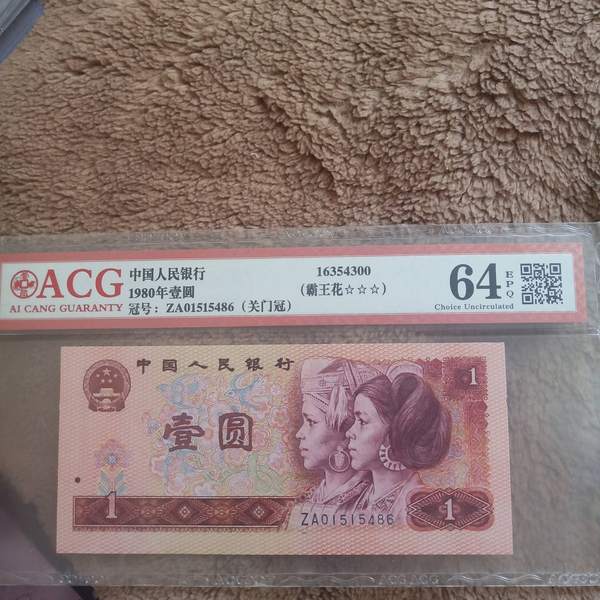 ACG
AI CANG GUARANTY
中国人民银行
1980年壹圆
冠号：ZA01515486（关门冠）
16354300
（霸王花☆☆☆）
64
EPQ
Choice Uncirculated
中国人民银行
1
壹圆
1
ZA01515486
1
ACG ACG